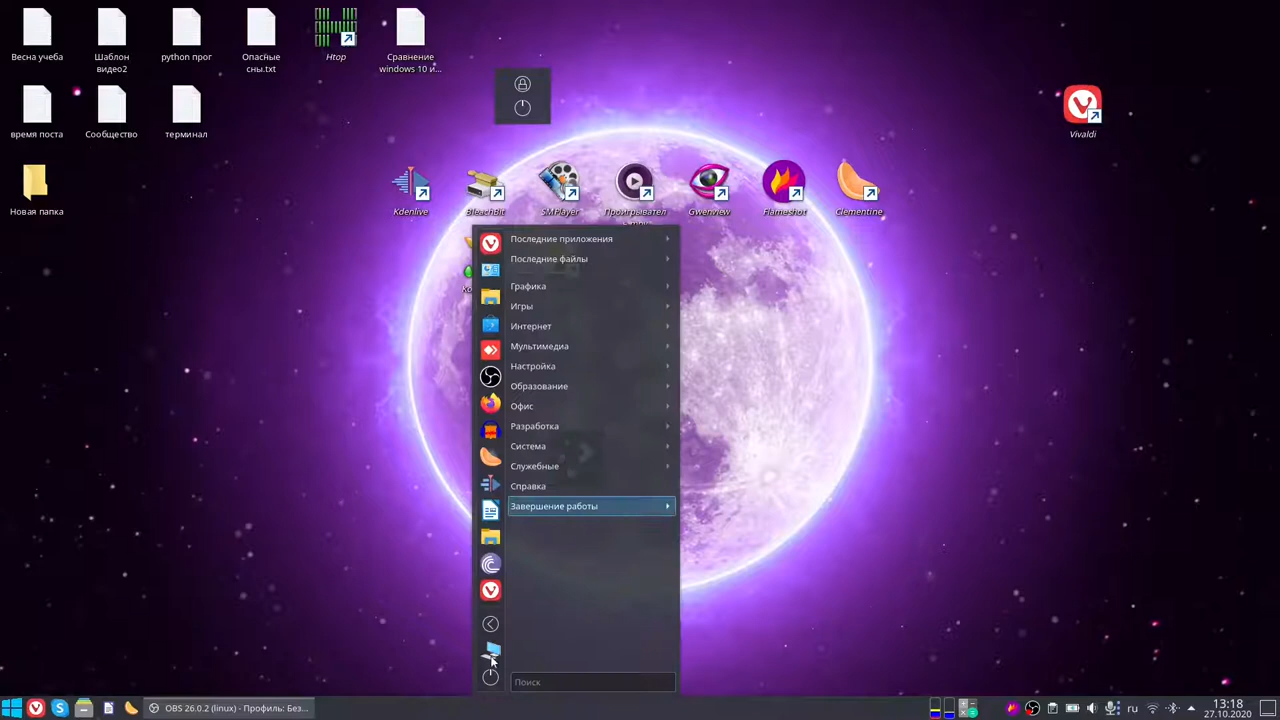 Весна учеба
Шаблон
видео2
python прог
Опасные
сны.txt
Htop
Сравнение
windows 10 и...
время поста
Сообщество
терминал
Vivaldi
Новая папка
Kdenlive
BleachBit
SMPlayer
Gwenview
Flameshot
Clementine
Последние приложения
Последние файлы
Графика
Игры
Интернет
Мультимедиа
Настройка
Образование
Офис
Разработка
Система
Служебные
Справка
Завершение работы
Поиск
OBS 26.0.2 (linux) - Профиль: Без...
ru
13:18
27.10.2020